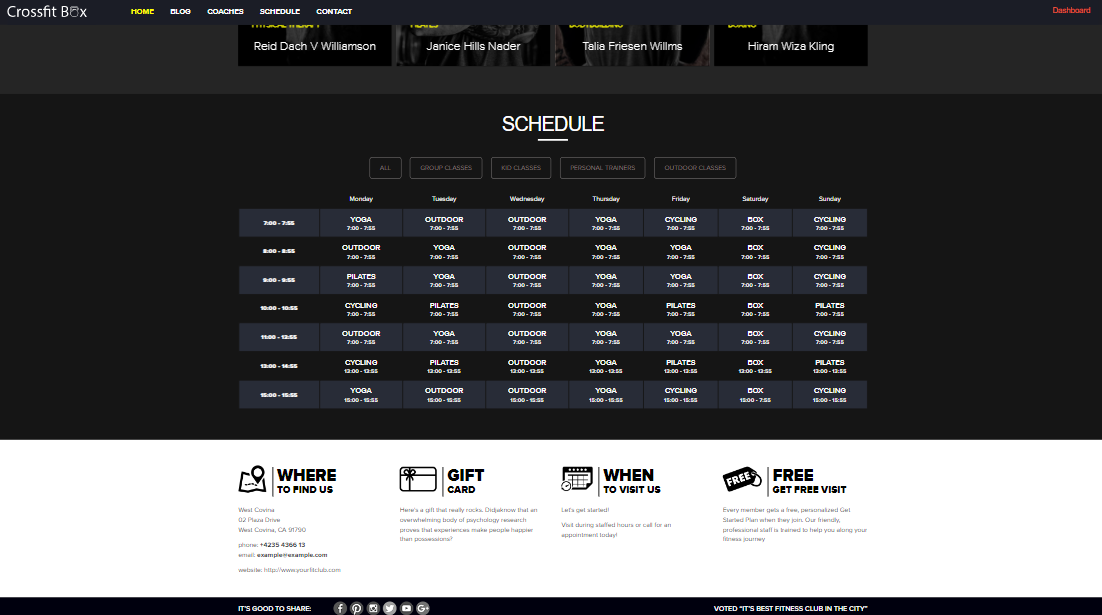 Crossfit Box
HOME BLOG COACHES SCHEDULE CONTACT
Dashboard
PHYSICAL THERAPY PILATES BODYBUILDING BOXING
Reid Dach V Williamson Janice Hills Nader Talia Friesen Willms Hiram Wiza Kling
SCHEDULE
ALL GROUP CLASSES KID CLASSES PERSONAL TRAINERS OUTDOOR CLASSES
Monday Tuesday Wednesday Thursday Friday Saturday Sunday
7:00 - 7:55 YOGA OUTDOOR OUTDOOR YOGA CYCLING BOX CYCLING
7:00 - 7:55 7:00 - 7:55 7:00 - 7:55 7:00 - 7:55 7:00 - 7:55 7:00 - 7:55 7:00 - 7:55
8:00 - 8:55 OUTDOOR YOGA OUTDOOR YOGA YOGA BOX CYCLING
7:00 - 7:55 7:00 - 7:55 7:00 - 7:55 7:00 - 7:55 7:00 - 7:55 7:00 - 7:55 7:00 - 7:55
9:00 - 9:55 PILATES YOGA OUTDOOR YOGA YOGA BOX CYCLING
7:00 - 7:55 7:00 - 7:55 7:00 - 7:55 7:00 - 7:55 7:00 - 7:55 7:00 - 7:55 7:00 - 7:55
10:00 - 10:55 CYCLING PILATES OUTDOOR YOGA PILATES BOX PILATES
7:00 - 7:55 7:00 - 7:55 7:00 - 7:55 7:00 - 7:55 7:00 - 7:55 7:00 - 7:55 7:00 - 7:55
OUTDOOR YOGA OUTDOOR YOGA YOGA BOX CYCLING
7:00 - 7:55 7:00 - 7:55 7:00 - 7:55 7:00 - 7:55 7:00 - 7:55 7:00 - 7:55 7:00 - 7:55
CYCLING PILATES OUTDOOR YOGA PILATES BOX PILATES
13:00 - 13:55 13:00 - 13:55 13:00 - 13:55 13:00 - 13:55 13:00 - 13:55 13:00 - 13:55 13:00 - 13:55
15:00 - 15:55 YOGA OUTDOOR OUTDOOR YOGA CYCLING BOX CYCLING
15:00 - 15:55 15:00 - 15:55 15:00 - 15:55 15:00 - 15:55 15:00 - 15:55 15:00 - 7:55 15:00 - 15:55
WHERE
TO FIND US
West Covina
02 Plaza Drive
West Covina, CA 91790
phone: +4235 4366 13
email: example@example.com
website: http://www.yourfitclub.com
GIFT
CARD
Here's a gift that really rocks. Didjaknow that an
overwhelming body of psychology research
proves that experiences make people happier
than possessions?
WHEN
TO VISIT US
Let's get started!
Visit during staffed hours or call for an
appointment today!
FREE
FREE
GET FREE VISIT
Every member gets a free, personalized Get
Started Plan when they join. Our friendly,
professional staff is trained to help you along your
fitness journey
IT'S GOOD TO SHARE:
VOTED "IT'S BEST FITNESS CLUB IN THE CITY"